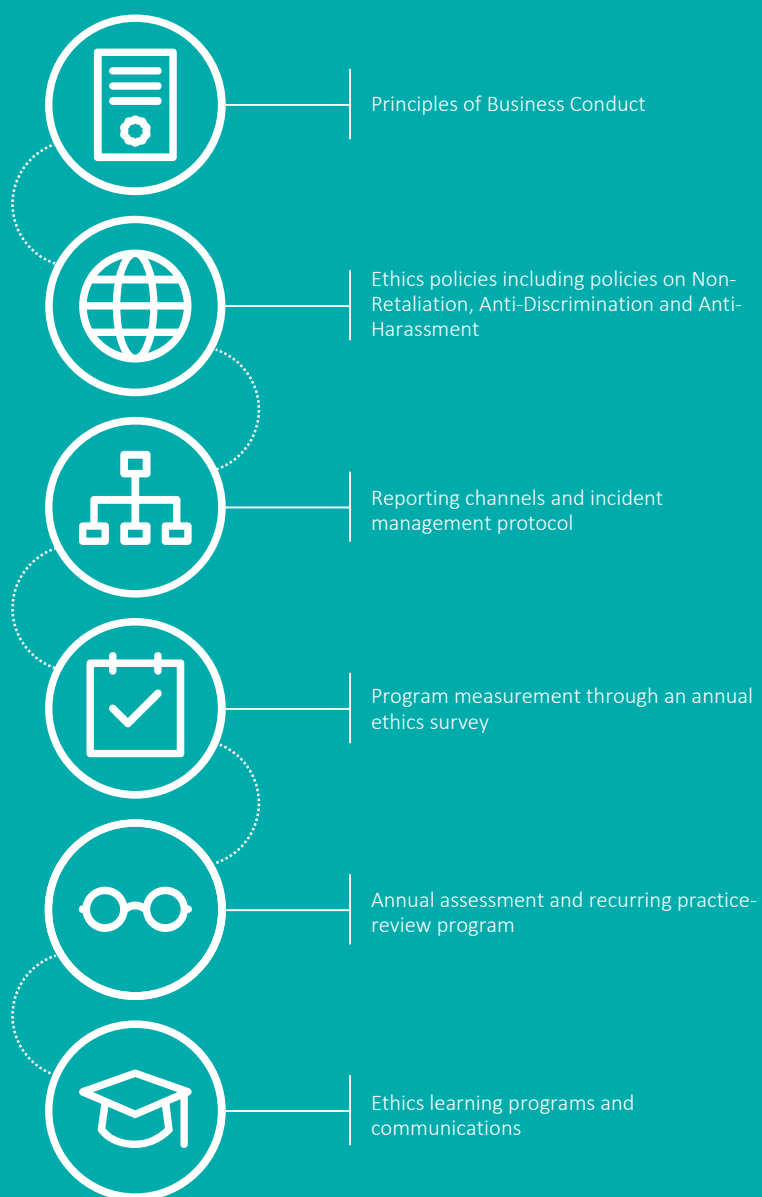 Principles of Business Conduct
Ethics policies including policies on Non-
Retaliation, Anti-Discrimination and Anti-
Harassment
Reporting channels and incident
management protocol
Program measurement through an annual
ethics survey
Annual assessment and recurring practice-
review program
Ethics learning programs and
communications